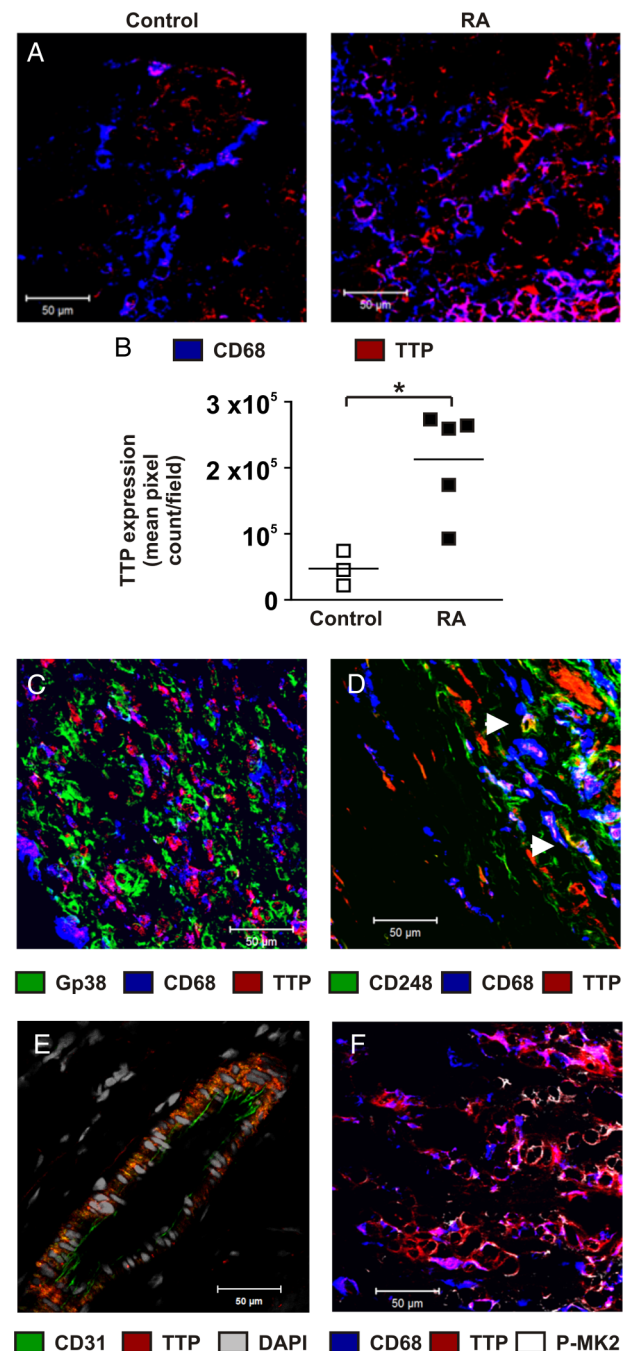 Control RA
A
50 µm 50 µm
B CD68 TTP
TTP expression
(mean pixel
count/field)
3 x10⁵
2 x10⁵
10⁵
0
*
Control RA
C D
50 µm 50 µm
Gp38 CD68 TTP CD248 CD68 TTP
E F
50 µm 50 µm
CD31 TTP DAPI CD68 TTP P-MK2